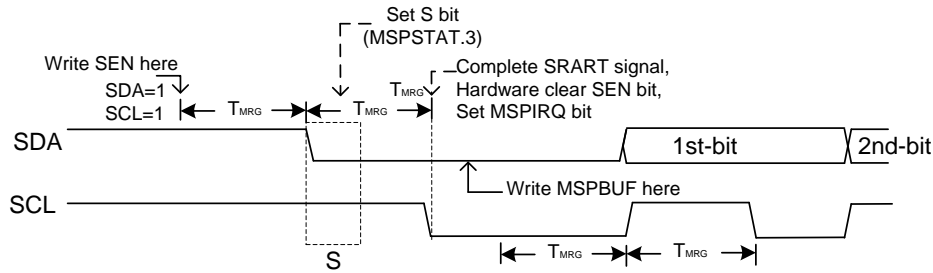 Set S bit
(MSPSTAT.3)
Write SEN here
SDA=1
SCL=1
TMRG
Complete SRART signal,
Hardware clear SEN bit,
Set MSPIRQ bit
TMRG
TMRG
SDA
1st-bit
2nd-bit
Write MSPBUF here
SCL
TMRG
TMRG
S